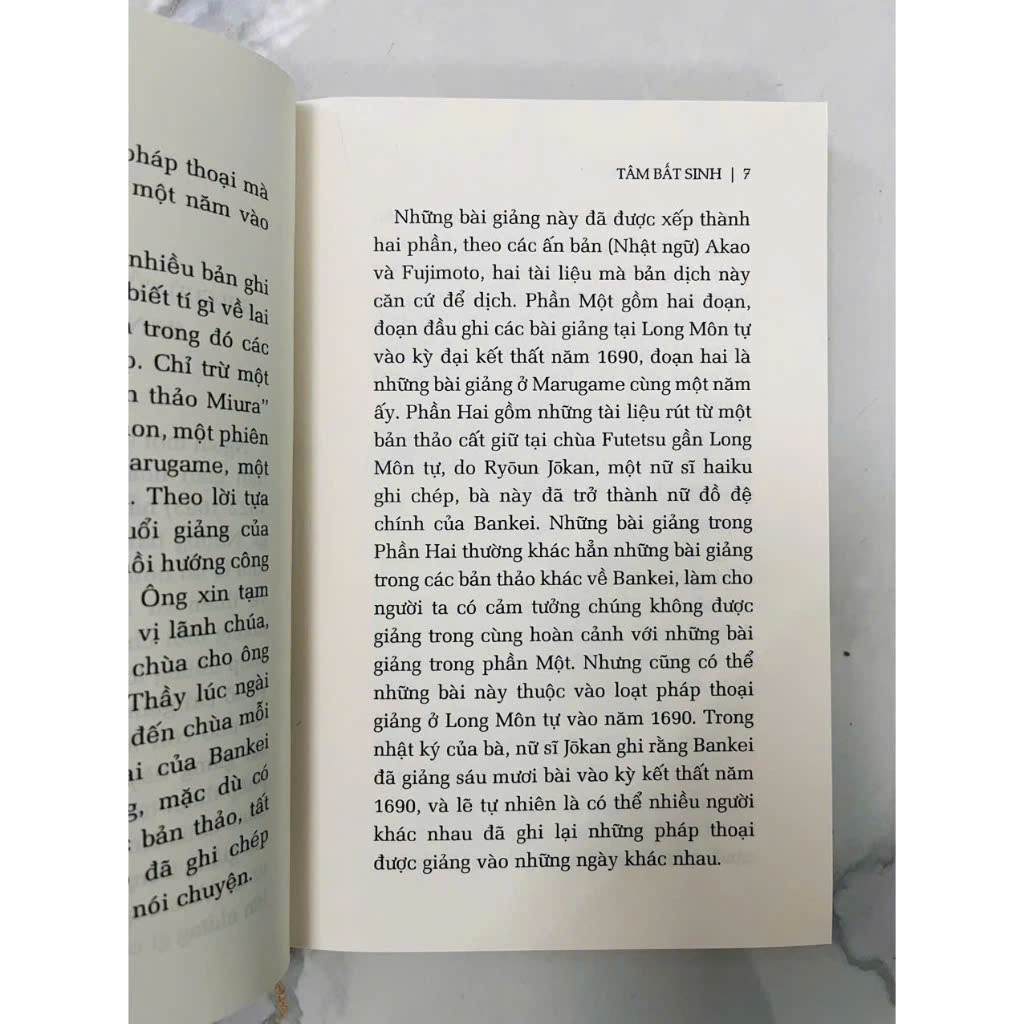 pháp thoại mà
một năm vào
nhiều bản ghi
biết tí gì về lai
trong đó các
Chỉ trừ một
thảo Miura"
một phiên
một
Theo lời tựa
giảng của
hồi hướng công
Ông xin tạm
vị lãnh chúa,
chùa cho ông
Thầy lúc ngài
đến chùa mỗi
của Bankei
mặc dù có
bản thảo, tất
đã ghi chép
nói chuyện.
TÂM BẤT SINH | 7
Những bài giảng này đã được xếp thành
hai phần, theo các ấn bản (Nhật ngữ) Akao
và Fujimoto, hai tài liệu mà bản dịch này
căn cứ để dịch. Phần Một gồm hai đoạn,
đoạn đầu ghi các bài giảng tại Long Môn tự
vào kỳ đại kết thất năm 1690, đoạn hai là
những bài giảng ở Marugame cùng một năm
ấy. Phần Hai gồm những tài liệu rút từ một
bản thảo cất giữ tại chùa Futetsu gần Long
Môn tự, do Ryōun Jōkan, một nữ sĩ haiku
ghi chép, bà này đã trở thành nữ đồ đệ
chính của Bankei. Những bài giảng trong
Phần Hai thường khác hẳn những bài giảng
trong các bản thảo khác về Bankei, làm cho
người ta có cảm tưởng chúng không được
giảng trong cùng hoàn cảnh với những bài
giảng trong phần Một. Nhưng cũng có thể
những bài này thuộc vào loạt pháp thoại
giảng ở Long Môn tự vào năm 1690. Trong
nhật ký của bà, nữ sĩ Jōkan ghi rằng Bankei
đã giảng sáu mươi bài vào kỳ kết thất năm
1690, và lẽ tự nhiên là có thể nhiều người
khác nhau đã ghi lại những pháp thoại
được giảng vào những ngày khác nhau.